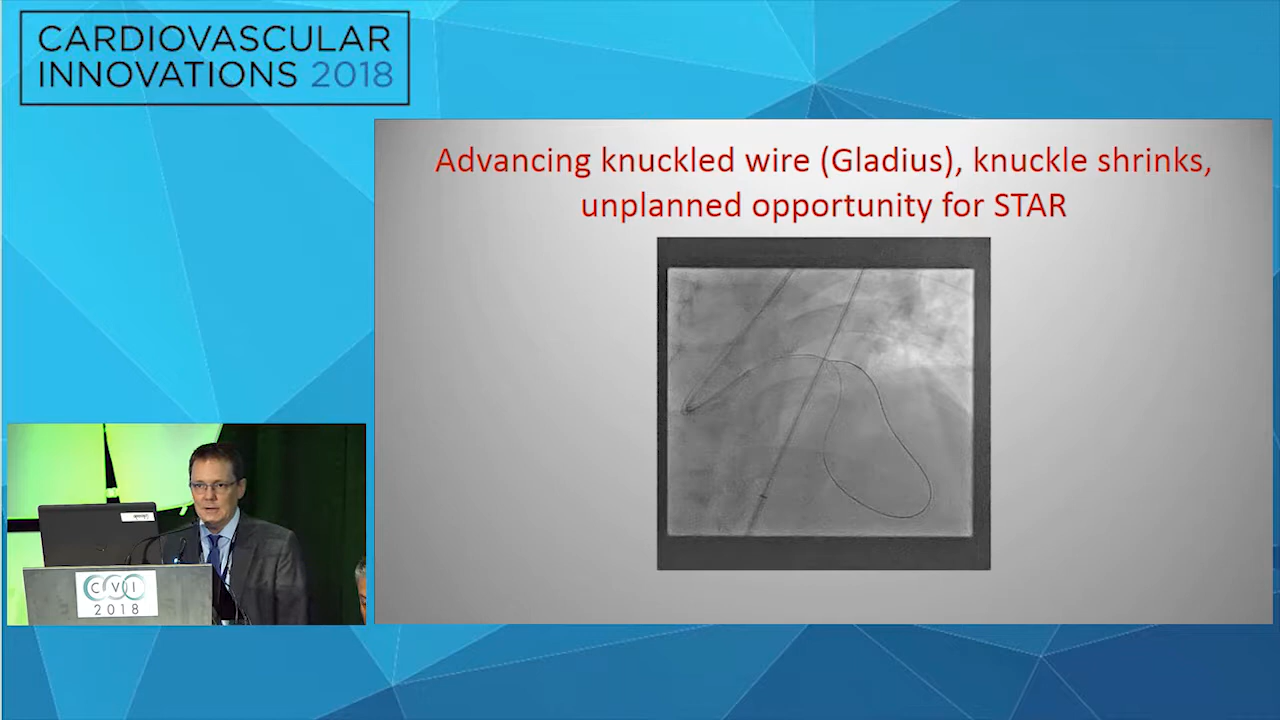 CARDIOVASCULAR
INNOVATIONS 2018
Advancing knuckled wire (Gladius), knuckle shrinks,
unplanned opportunity for STAR
CVI
2018